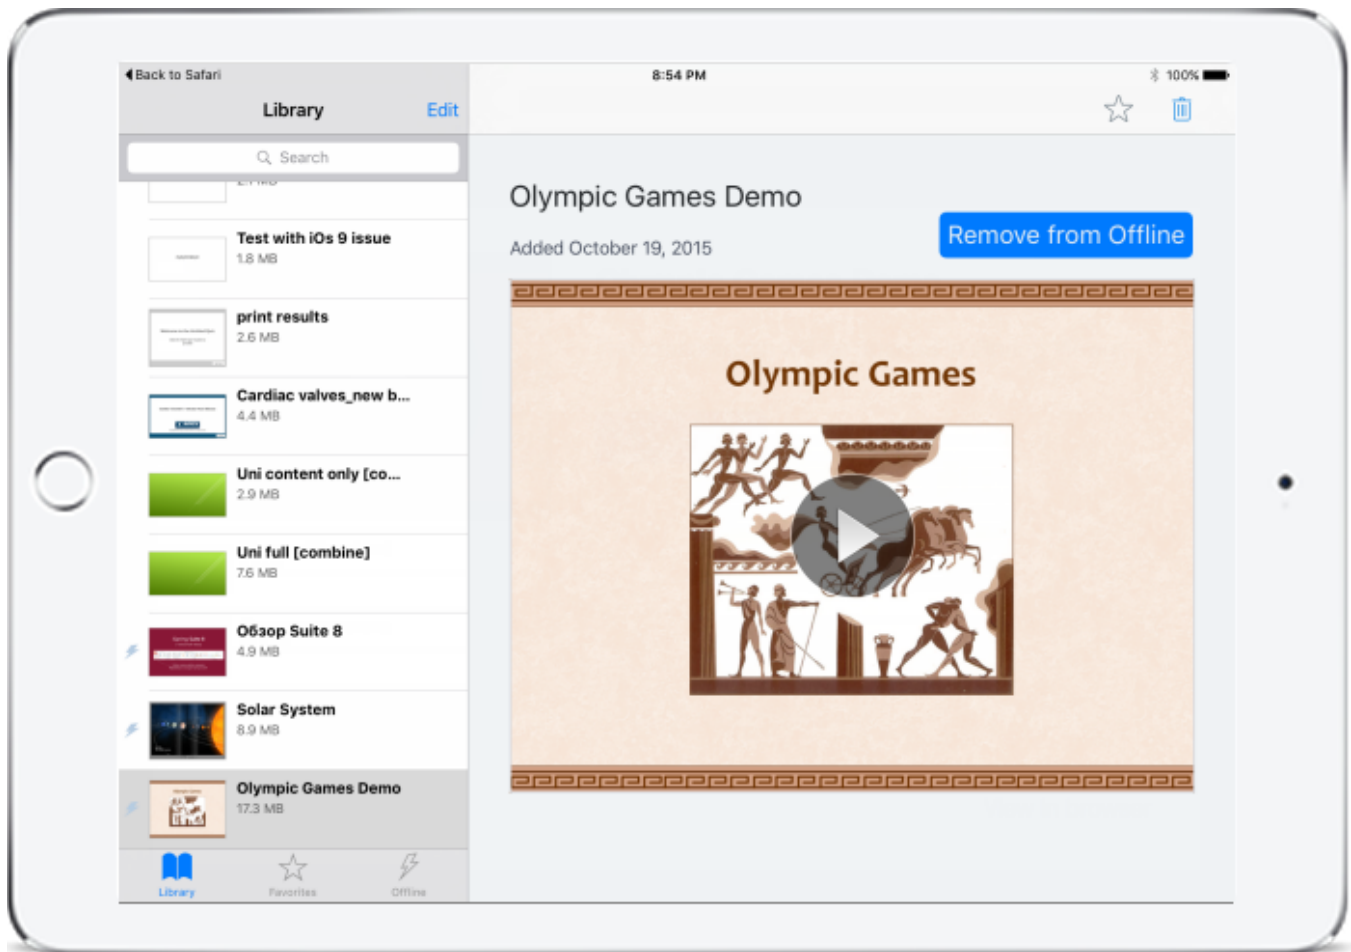 Back to Safari
8:54 PM
100%
Library
Edit
Search
Test with iOs 9 issue
1.8 MB
print results
2.6 MB
Cardiac valves_new b...
4.4 MB
Uni content only [co...
2.9 MB
Uni full [combine]
7.6 MB
Обзор Suite 8
4.9 MB
Solar System
8.9 MB
Olympic Games Demo
17.3 MB
Library
Favorites
Offline
Olympic Games Demo
Added October 19, 2015
Remove from Offline
Olympic Games